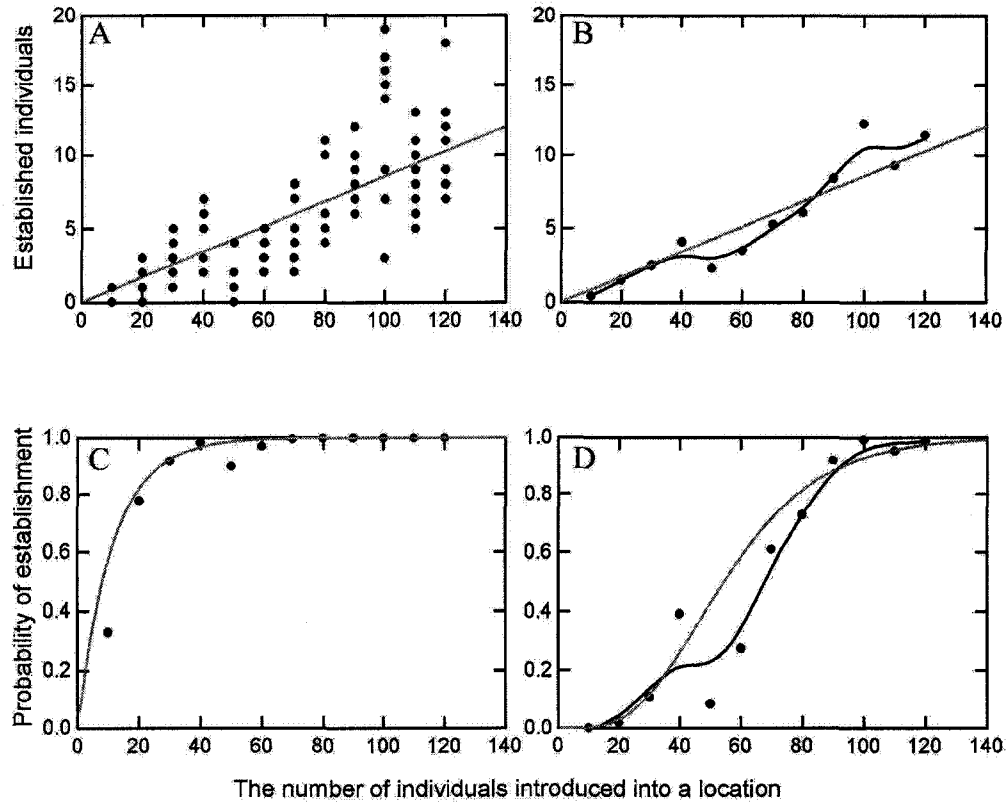 A
B
Established individuals
20
15
10
5
0
0 20 40 60 80 100 120 140
20
15
10
5
0
0 20 40 60 80 100 120 140
C
D
Probability of establishment
1.0
0.8
0.6
0.4
0.2
0.0
0 20 40 60 80 100 120 140
1.0
0.8
0.6
0.4
0.2
0.0
0 20 40 60 80 100 120 140
The number of individuals introduced into a location